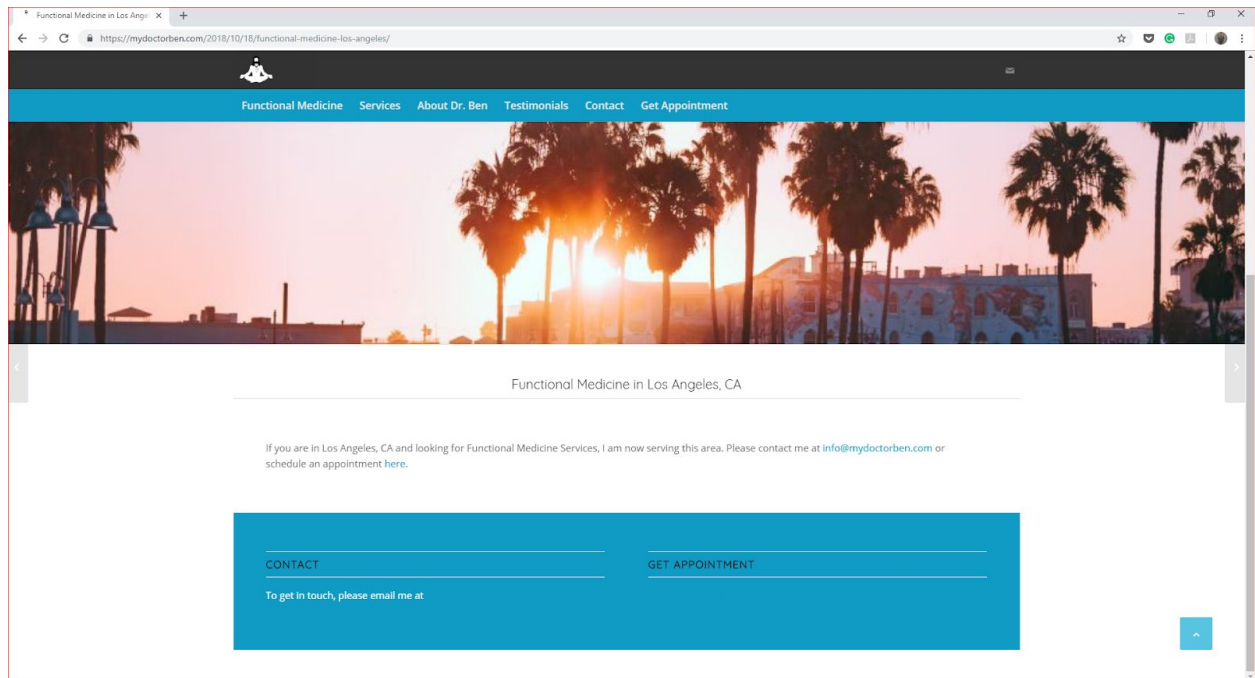 Functional Medicine in Los Ange
https://mydoctorben.com/2018/10/18/functional-medicine-los-angeles/
Functional Medicine Services About Dr. Ben Testimonials Contact Get Appointment
Functional Medicine in Los Angeles, CA
If you are in Los Angeles, CA and looking for Functional Medicine Services, I am now serving this area. Please contact me at info@mydoctorben.com or
schedule an appointment here.
CONTACT
GET APPOINTMENT
To get in touch, please email me at